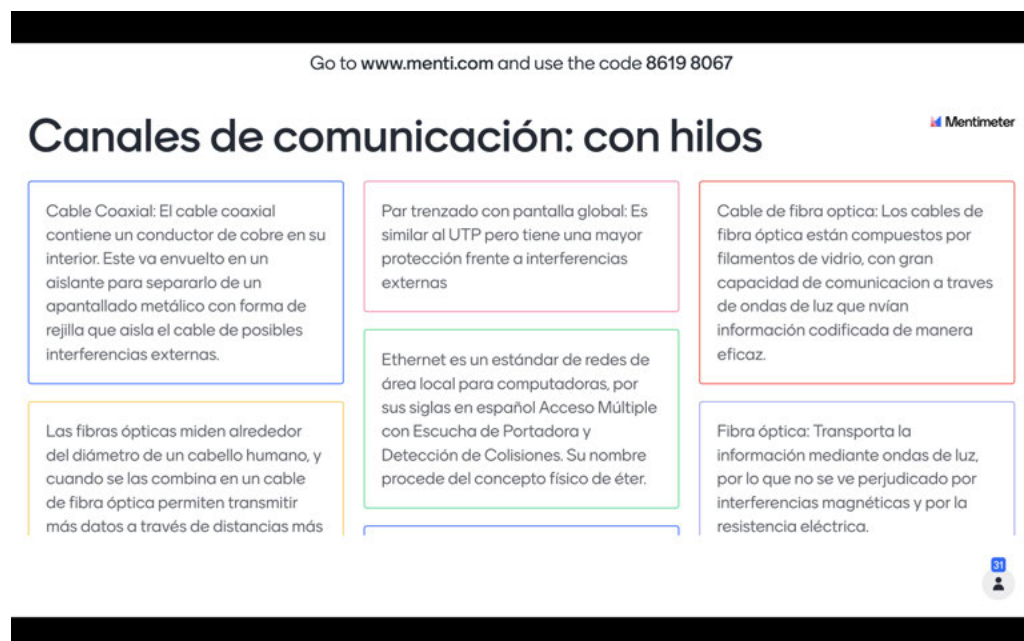 Go to www.menti.com and use the code 8619 8067
Mentimeter
Canales de comunicación: con hilos
Cable Coaxial: El cable coaxial
contiene un conductor de cobre en su
interior. Este va envuelto en un
aislante para separarlo de un
apantallado metálico con forma de
rejilla que aisla el cable de posibles
interferencias externas.
Las fibras ópticas miden alrededor
del diámetro de un cabello humano, y
cuando se las combina en un cable
de fibra óptica permiten transmitir
más datos a través de distancias más
Par trenzado con pantalla global: Es
similar al UTP pero tiene una mayor
protección frente a interferencias
externas
Ethernet es un estándar de redes de
área local para computadoras, por
sus siglas en español Acceso Múltiple
con Escucha de Portadora y
Detección de Colisiones. Su nombre
procede del concepto físico de éter.
Cable de fibra optica: Los cables de
fibra óptica están compuestos por
filamentos de vidrio, con gran
capacidad de comunicacion a traves
de ondas de luz que nvían
información codificada de manera
eficaz.
Fibra óptica: Transporta la
información mediante ondas de luz,
por lo que no se ve perjudicado por
interferencias magnéticas y por la
resistencia eléctrica.
31